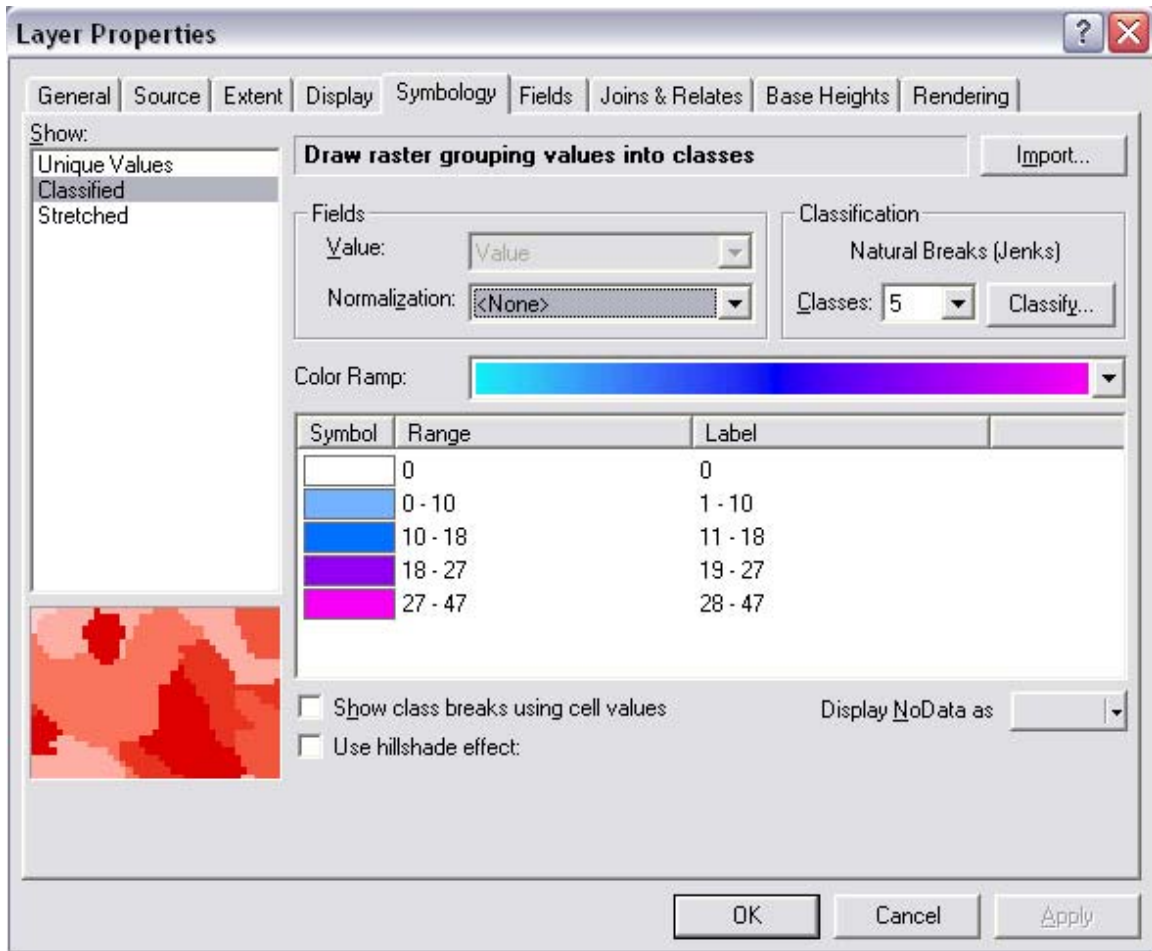 Layer Properties
?
General Source Extent Display Symbology Fields Joins & Relates Base Heights Rendering
Show:
Unique Values
Classified
Stretched
Draw raster grouping values into classes
Import...
Fields
Value: Value
Normalization: <None>
Classification
Natural Breaks (Jenks)
Classes: 5 Classify...
Color Ramp:
Symbol Range Label
0 0
0 - 10 1 - 10
10 - 18 11 - 18
18 - 27 19 - 27
27 - 47 28 - 47
Show class breaks using cell values
Display NoData as
Use hillshade effect:
OK Cancel Apply